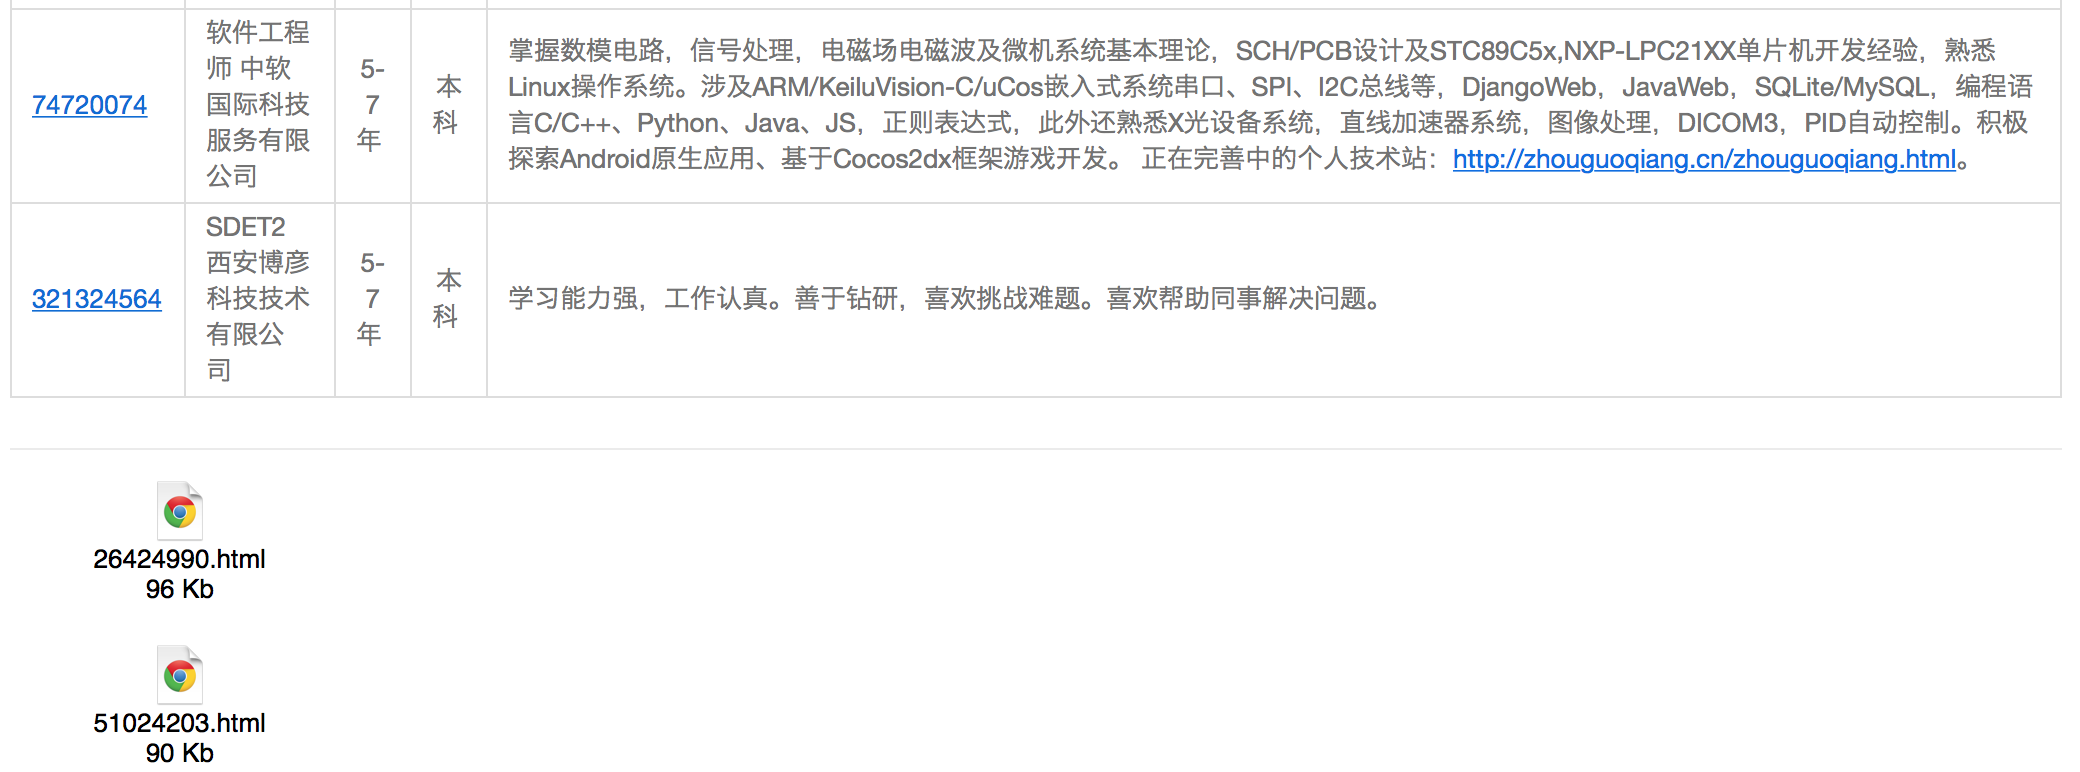 74720074
软件工程
师 中软
国际科技
服务有限
公司
5-
7
年
本
科
掌握数模电路，信号处理，电磁场电磁波及微机系统基本理论，SCH/PCB设计及STC89C5x,NXP-LPC21XX单片机开发经验，熟悉
Linux操作系统。涉及ARM/KeiluVision-C/uCos嵌入式系统串口、SPI、I2C总线等，DjangoWeb，JavaWeb，SQLite/MySQL，编程语
言C/C++、Python、Java、JS，正则表达式，此外还熟悉X光设备系统，直线加速器系统，图像处理，DICOM3，PID自动控制。积极
探索Android原生应用、基于Cocos2dx框架游戏开发。 正在完善中的个人技术站：http://zhouguoqiang.cn/zhouguoqiang.html。
321324564
SDET2
西安博彦
科技技术
有限公
司
5-
7
年
本
科
学习能力强，工作认真。善于钻研，喜欢挑战难题。喜欢帮助同事解决问题。
26424990.html
96 Kb
51024203.html
90 Kb